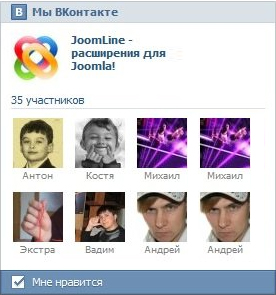 В Мы ВКонтакте
JoomLine -
расширения для
Joomla!
35 участников
Антон Костя Михаил Михаил
Экстра Вадим Андрей Андрей
Мне нравится